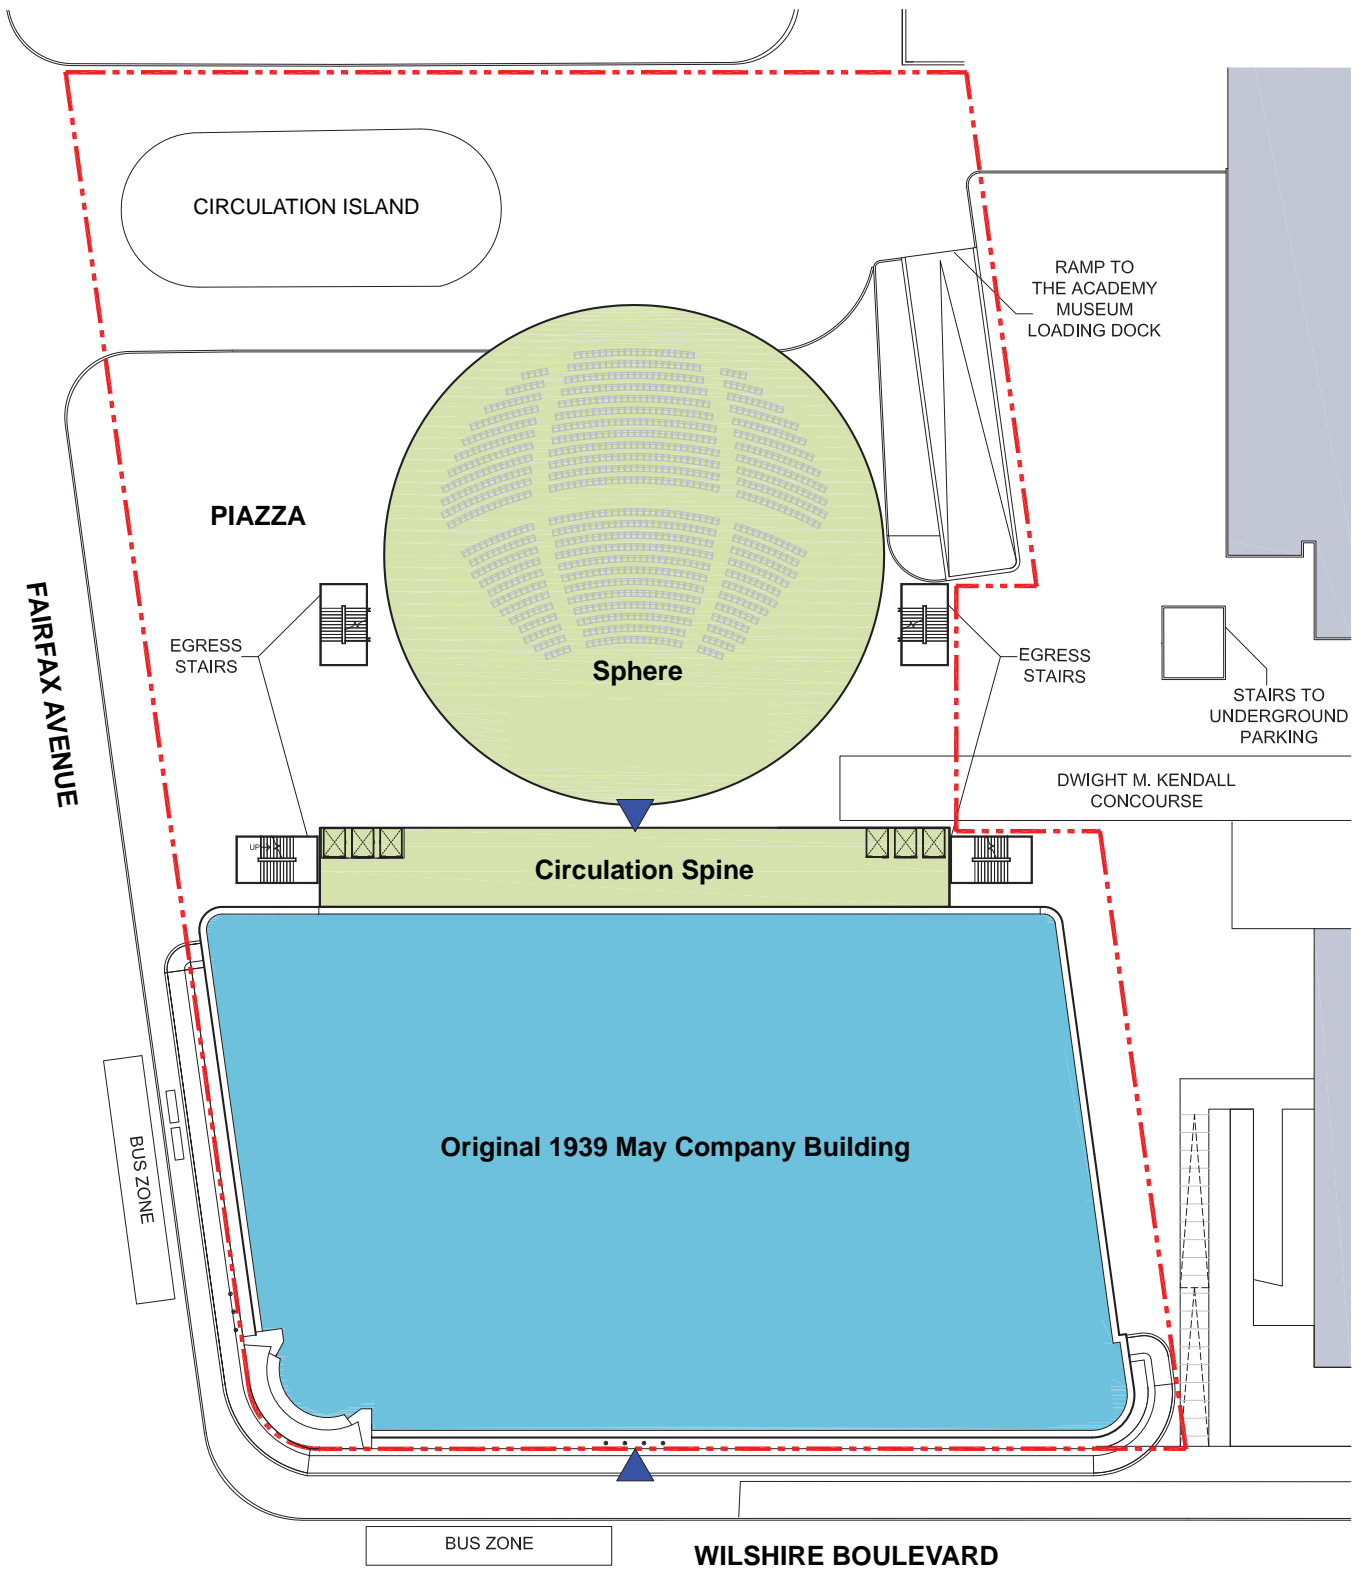 CIRCULATION ISLAND
RAMP TO
THE ACADEMY
MUSEUM
LOADING DOCK
PIAZZA
FAIRFAX AVENUE
EGRESS
STAIRS
Sphere
EGRESS
STAIRS
STAIRS TO
UNDERGROUND
PARKING
DWIGHT M. KENDALL
CONCOURSE
UP
Circulation Spine
Original 1939 May Company Building
BUS ZONE
BUS ZONE
WILSHIRE BOULEVARD